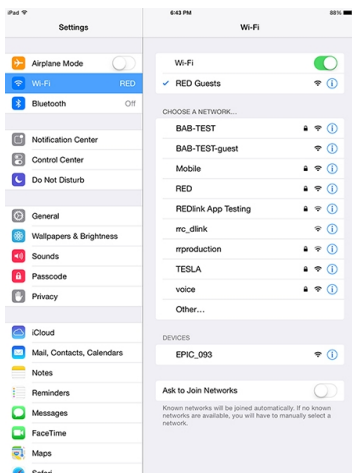 iPad
6:43 PM
88%
Settings
Wi-Fi
Airplane Mode
Wi-Fi RED
Bluetooth Off
Notification Center
Control Center
Do Not Disturb
General
Wallpapers & Brightness
Sounds
Passcode
Privacy
iCloud
Mail, Contacts, Calendars
Notes
Reminders
Messages
FaceTime
Maps
Safari
Wi-Fi
RED Guests
CHOOSE A NETWORK...
BAB-TEST
BAB-TEST-guest
Mobile
RED
REDlink App Testing
rrc_dlink
rrproduction
TESLA
voice
Other...
DEVICES
EPIC_093
Ask to Join Networks
Known networks will be joined automatically. If no known
networks are available, you will have to manually select a
network.